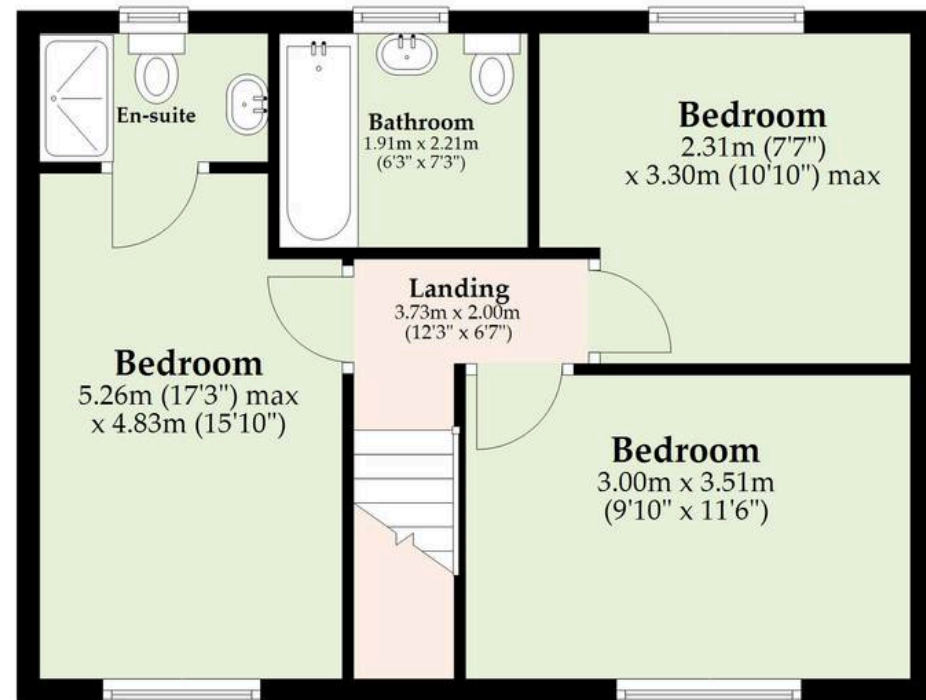 En-suite
Bathroom
1.91m x 2.21m
(6'3" x 7'3")
Bedroom
2.31m (7'7")
x 3.30m (10'10") max
Landing
3.73m x 2.00m
(12'3" x 6'7")
Bedroom
5.26m (17'3") max
x 4.83m (15'10")
Bedroom
3.00m x 3.51m
(9'10" x 11'6")